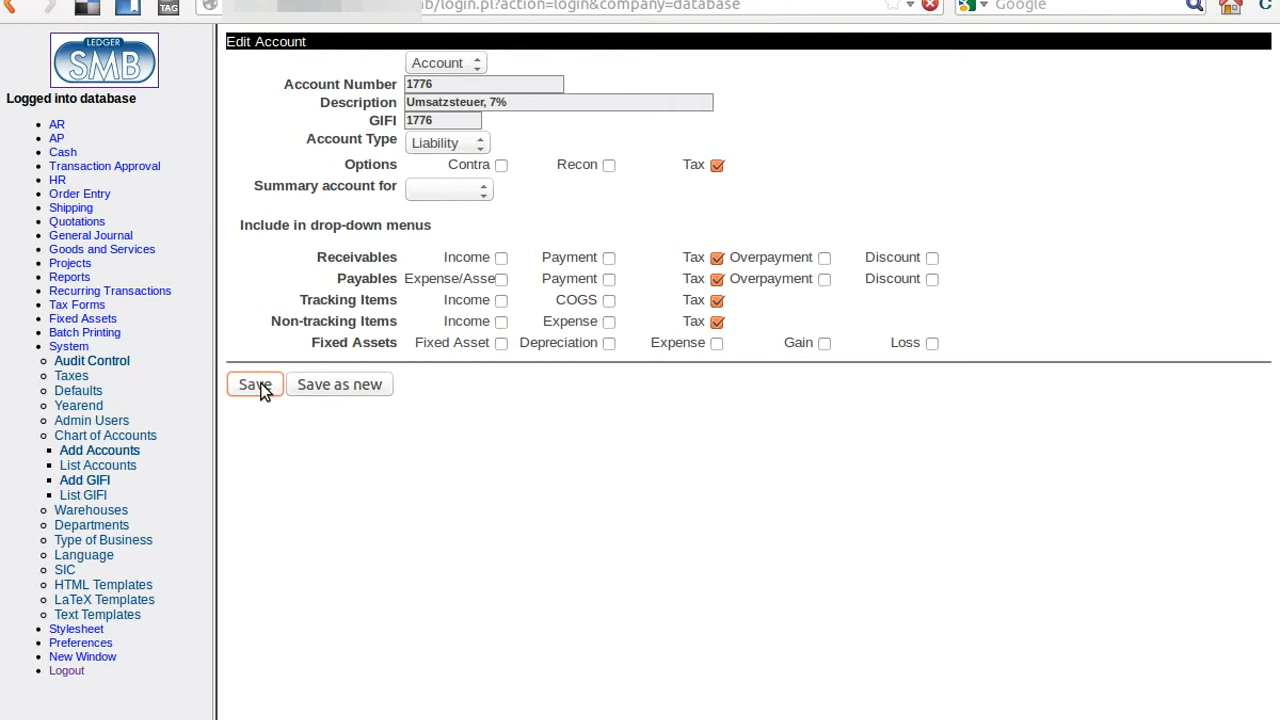 b/login.pl?action=login&company=database
Google
C
TAG
LEDGER
SMB
Logged into database
AR
AP
Cash
Transaction Approval
HR
Order Entry
Shipping
Quotations
General Journal
Goods and Services
Projects
Reports
Recurring Transactions
Tax Forms
Fixed Assets
Batch Printing
System
Audit Control
Taxes
Defaults
Yearend
Admin Users
Chart of Accounts
Add Accounts
List Accounts
Add GIFI
List GIFI
Warehouses
Departments
Type of Business
Language
SIC
HTML Templates
LaTeX Templates
Text Templates
Stylesheet
Preferences
New Window
Logout
Edit Account
Account
Account Number 1776
Description Umsatzsteuer, 7%
GIFI 1776
Account Type Liability
Options Contra Recon Tax
Summary account for
Include in drop-down menus
Receivables Income Payment Tax Overpayment Discount
Payables Expense/Asse Payment Tax Overpayment Discount
Tracking Items Income COGS Tax
Non-tracking Items Income Expense Tax
Fixed Assets Fixed Asset Depreciation Expense Gain Loss
Save Save as new